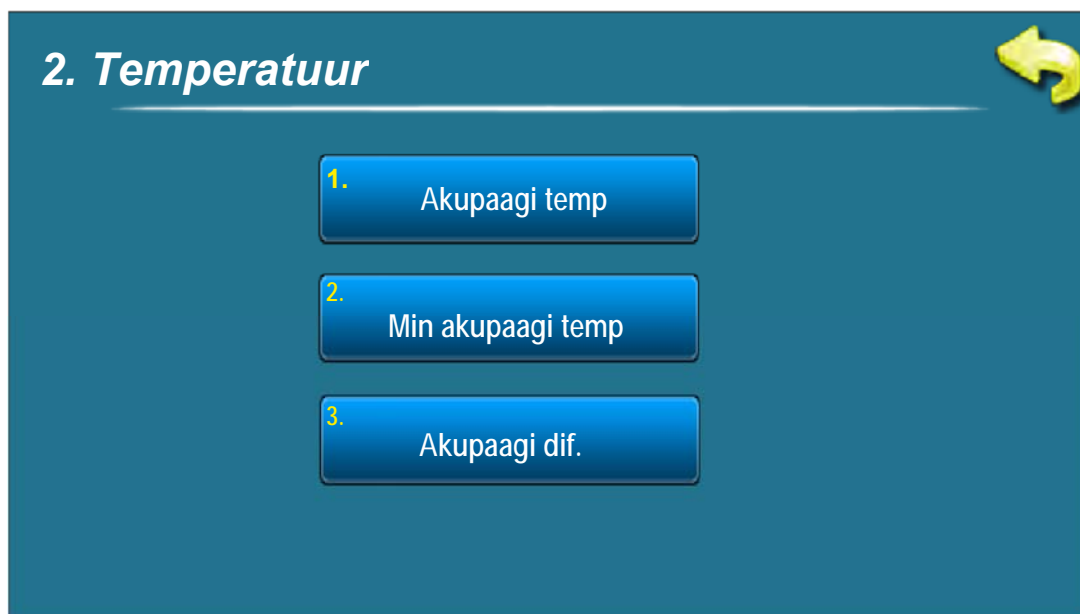 2. Temperatuur
1.
Akupaagi temp
2.
Min akupaagi temp
3.
Akupaagi dif.